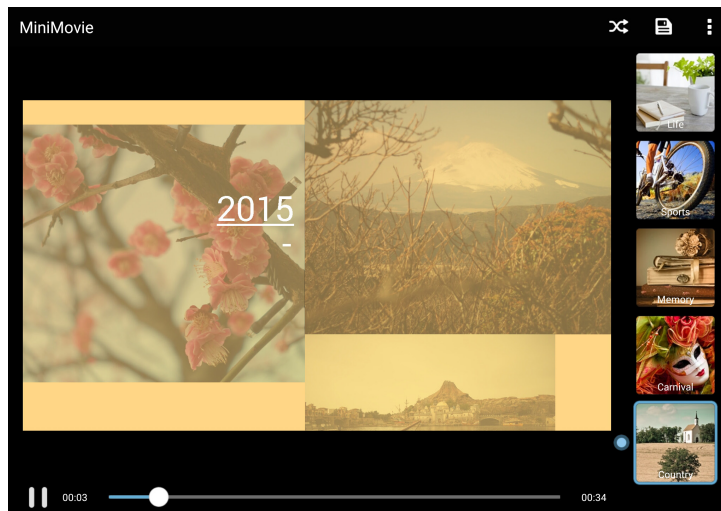 MiniMovie
Life
2015
-
Sports
Memory
Carnival
Country
00:03
00:34